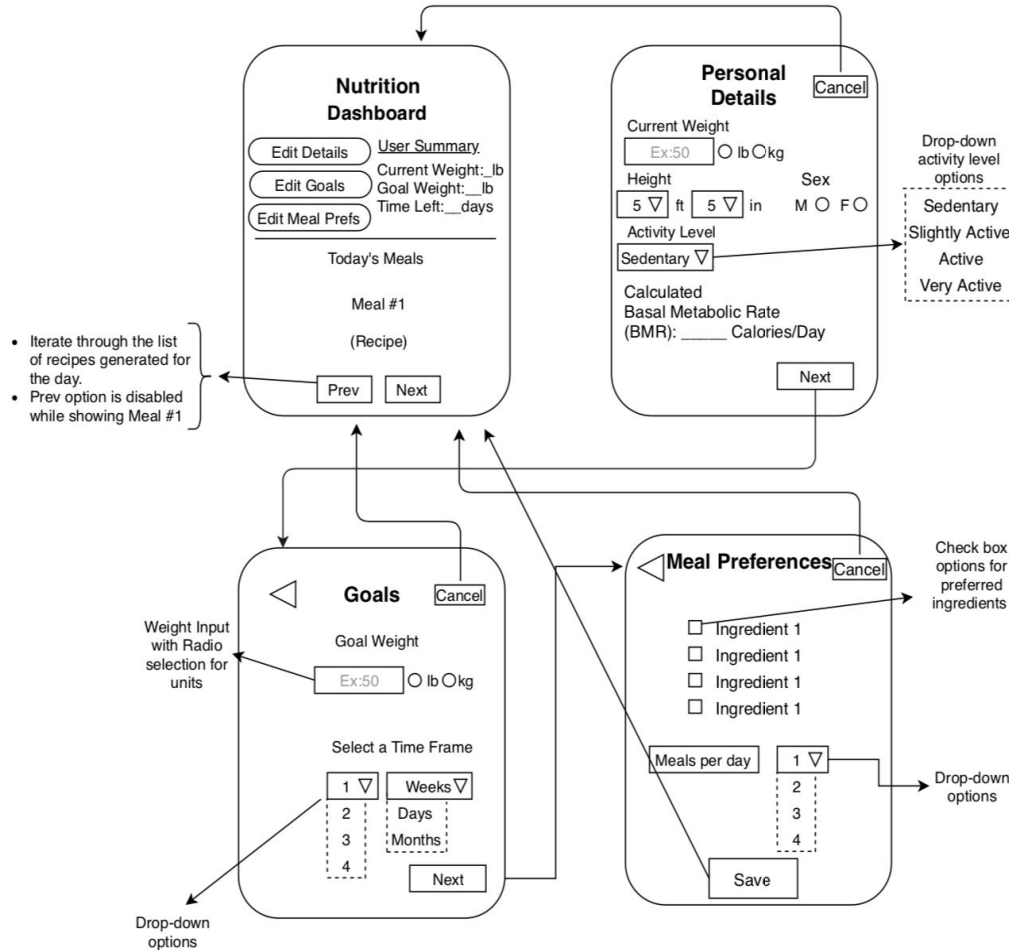 Nutrition
Dashboard
Edit Details
Edit Goals
Edit Meal Prefs
User Summary
Current Weight:_lb
Goal Weight:__lb
Time Left:__days
Today's Meals
Meal #1
(Recipe)
Prev
Next
• Iterate through the list
of recipes generated for
the day.
• Prev option is disabled
while showing Meal #1
Personal
Details
Cancel
Current Weight
Ex:50
lb
kg
Height
Sex
5
ft
5
in
M
F
Activity Level
Sedentary
Calculated
Basal Metabolic Rate
(BMR): _____ Calories/Day
Next
Drop-down
activity level
options
Sedentary
Slightly Active
Active
Very Active
Goals
Cancel
Goal Weight
Ex:50
lb
kg
Weight Input
with Radio
selection for
units
Select a Time Frame
1
Weeks
2
Days
3
Months
4
Next
Drop-down
options
Meal Preferences
Cancel
Ingredient 1
Ingredient 1
Ingredient 1
Ingredient 1
Meals per day
1
2
3
4
Save
Check box
options for
preferred
ingredients
Drop-down
options